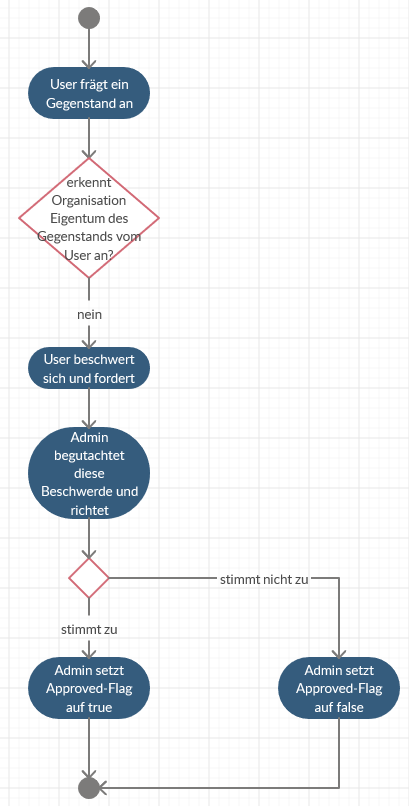 User frägt ein
Gegenstand an
erkennt
Organisation
Eigentum des
Gegenstands vom
User an?
nein
User beschwert
sich und fordert
Admin
begutachtet
diese
Beschwerde und
richtet
stimmt nicht zu
stimmt zu
Admin setzt
Approved-Flag
auf true
Admin setzt
Approved-Flag
auf false